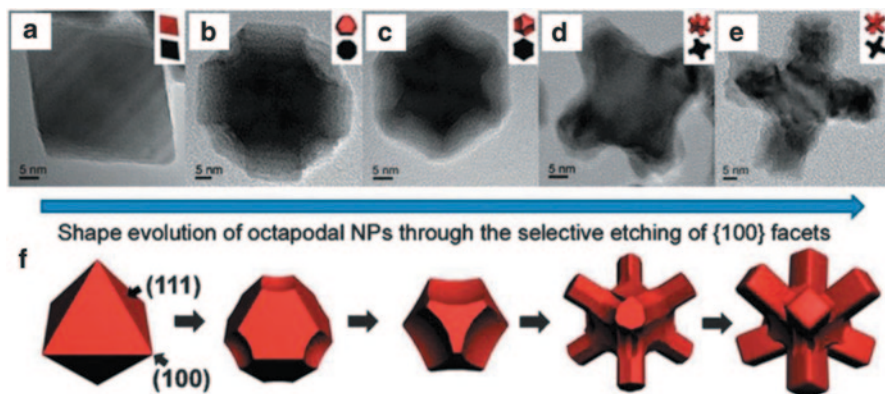 a b c d e
5 nm 5 nm 5 nm 5 nm 5 nm
Shape evolution of octapodal NPs through the selective etching of {100} facets
f
(111)
(100)